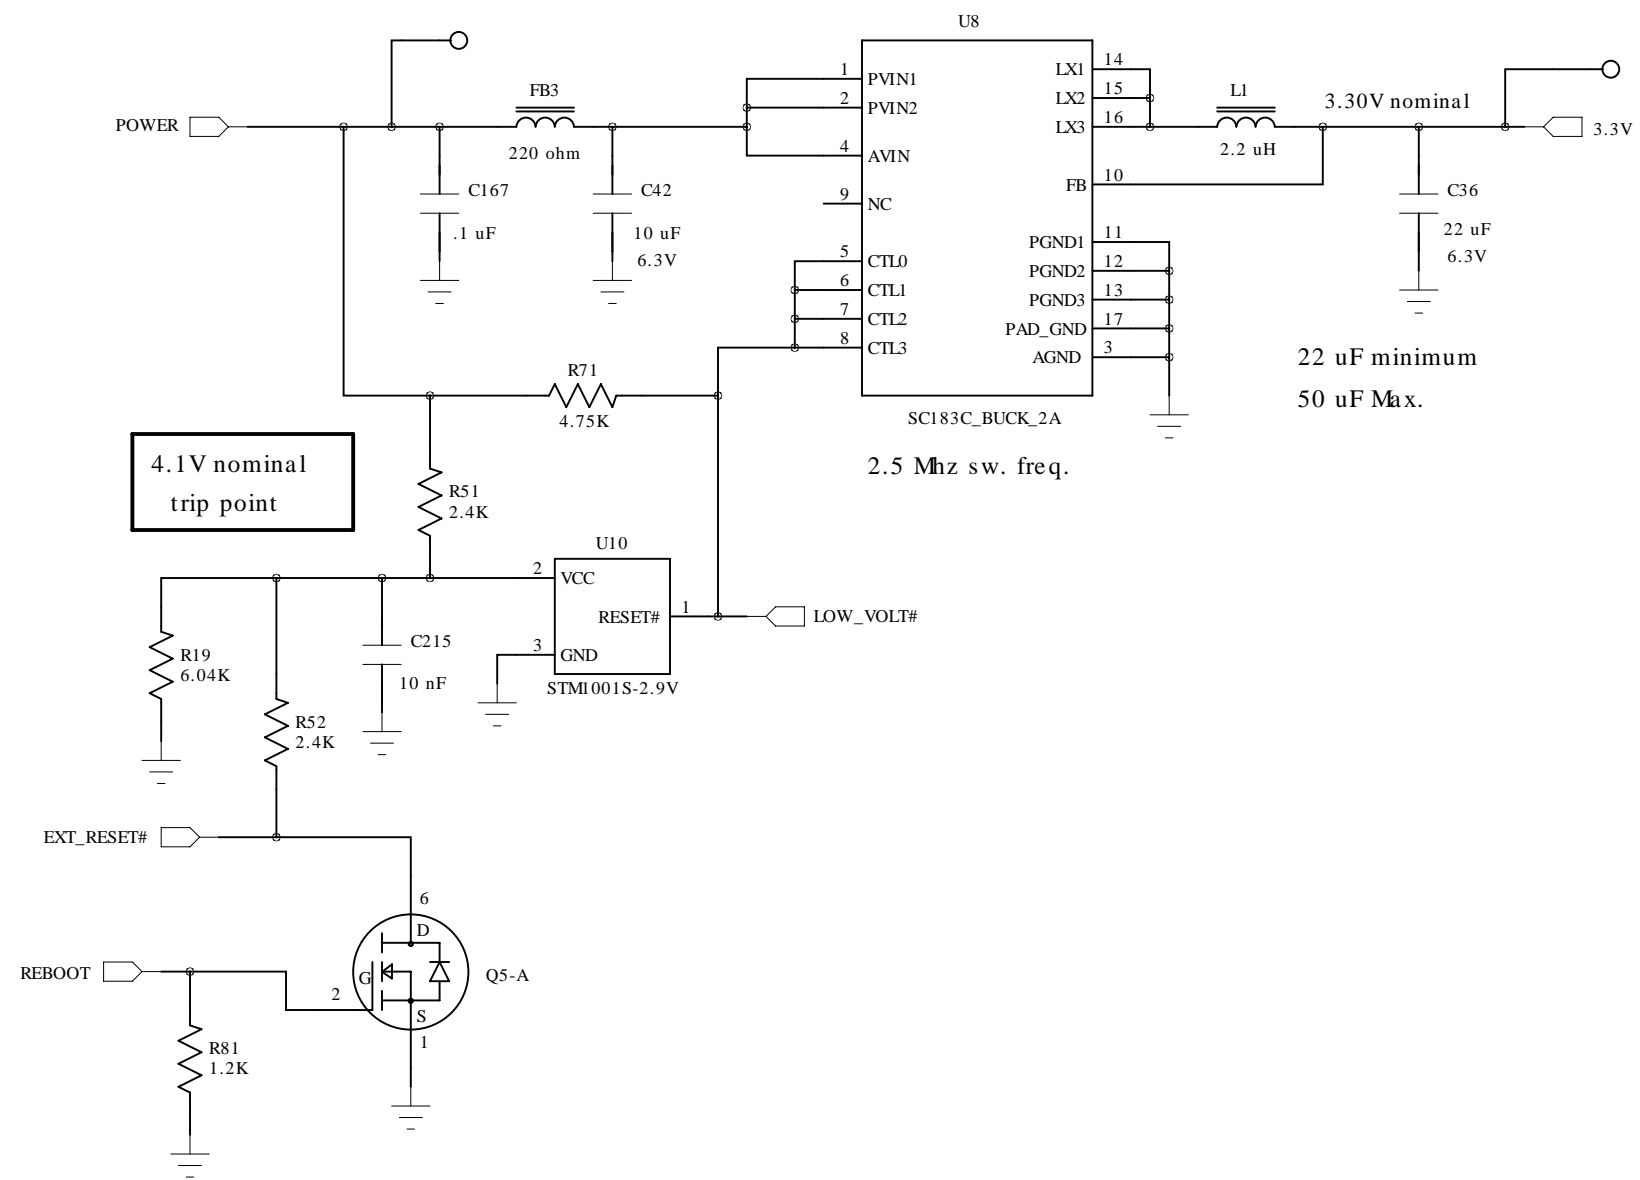 U8
POWER
FB3
220 ohm
C167
.1 uF
C42
10 uF
6.3V
1
PVIN1
2
PVIN2
4
AVIN
9
NC
5
CTL0
6
CTL1
7
CTL2
8
CTL3
LX1
14
LX2
15
LX3
16
FB
10
PGND1
11
PGND2
12
PGND3
13
PAD_GND
17
AGND
3
SC183C_BUCK_2A
2.5 Mhz sw. freq.
L1
2.2 uH
3.30V nominal
3.3V
C36
22 uF
6.3V
22 uF minimum
50 uF Max.
R71
4.75K
4.1V nominal
trip point
R51
2.4K
U10
2
VCC
RESET#
1
3
GND
STM1001S-2.9V
LOW_VOLT#
R19
6.04K
C215
10 nF
R52
2.4K
EXT_RESET#
6
D
G
S
2
1
Q5-A
REBOOT
R81
1.2K